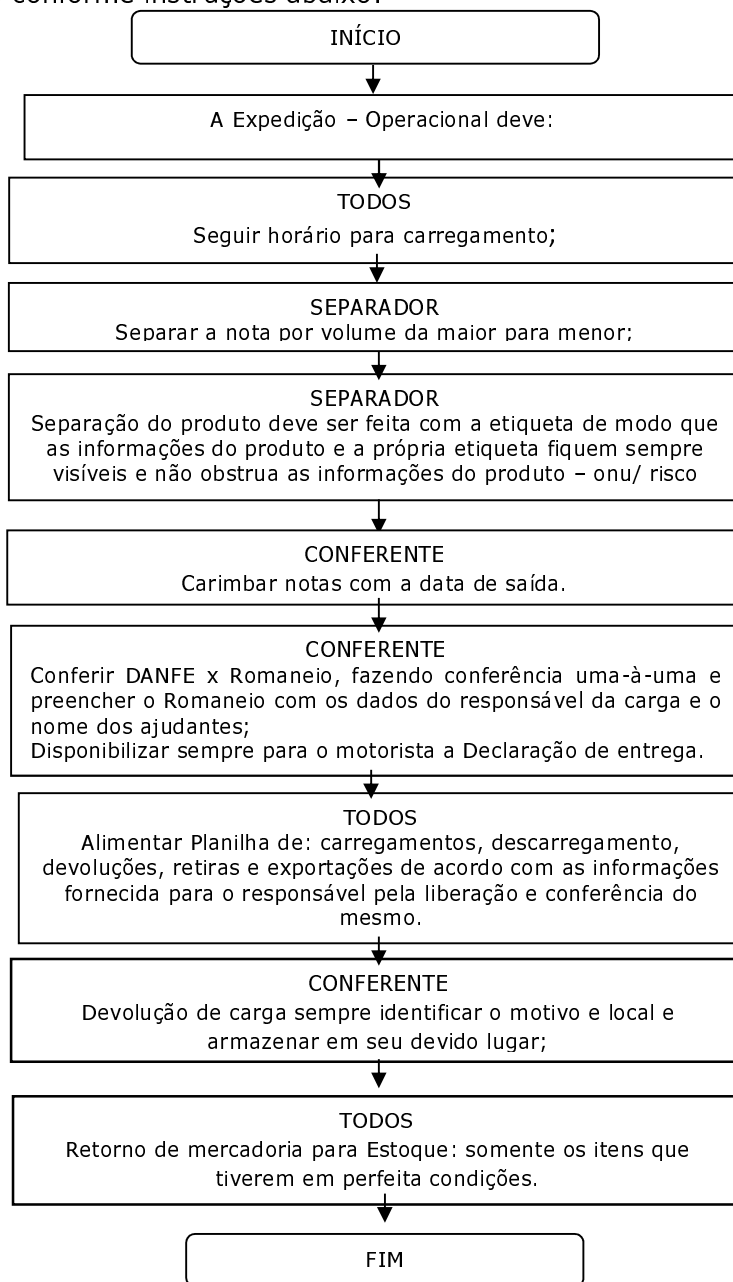 conforme instruções abaixo:
INÍCIO
A Expedição – Operacional deve:
TODOS
Seguir horário para carregamento;
SEPARADOR
Separar a nota por volume da maior para menor;
SEPARADOR
Separação do produto deve ser feita com a etiqueta de modo que
as informações do produto e a própria etiqueta fiquem sempre
visíveis e não obstrua as informações do produto – onu/ risco
CONFERENTE
Carimbar notas com a data de saída.
CONFERENTE
Conferir DANFE x Romaneio, fazendo conferência uma-à-uma e
preencher o Romaneio com os dados do responsável da carga e o
nome dos ajudantes;
Disponibilizar sempre para o motorista a Declaração de entrega.
TODOS
Alimentar Planilha de: carregamentos, descarregamento,
devoluções, retiras e exportações de acordo com as informações
fornecida para o responsável pela liberação e conferência do
mesmo.
CONFERENTE
Devolução de carga sempre identificar o motivo e local e
armazenar em seu devido lugar;
TODOS
Retorno de mercadoria para Estoque: somente os itens que
tiverem em perfeita condições.
FIM